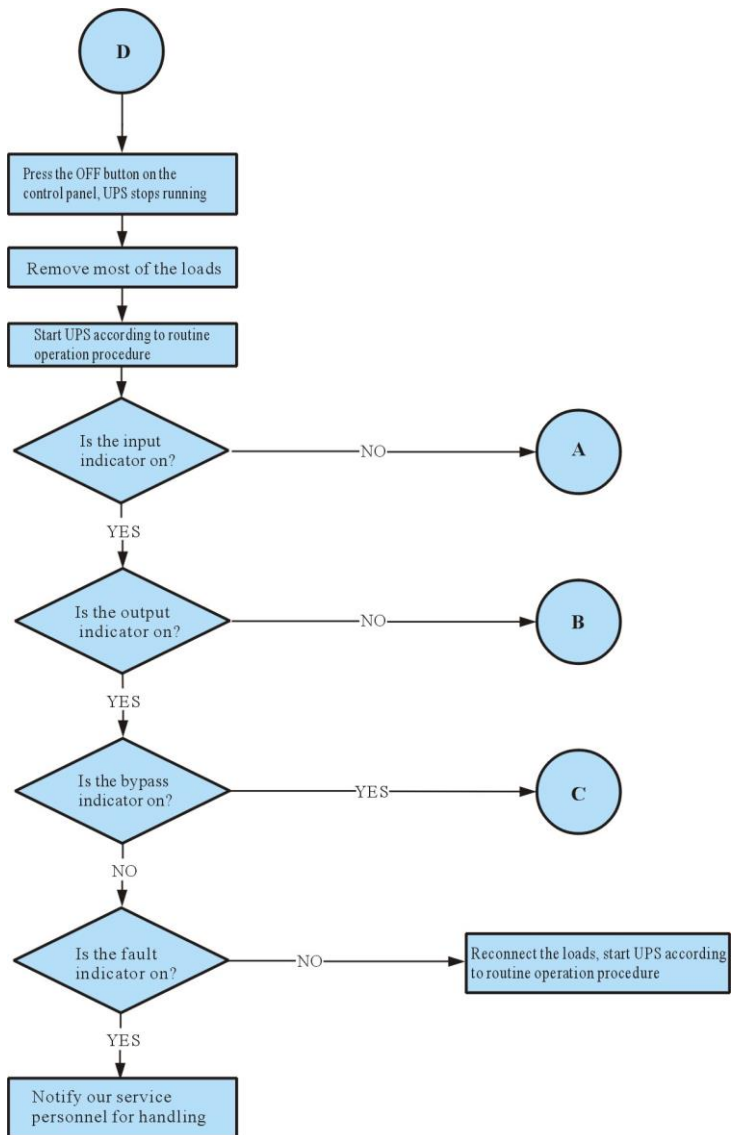 D
Press the OFF button on the
control panel, UPS stops running
Remove most of the loads
Start UPS according to routine
operation procedure
Is the input
indicator on?
NO
A
YES
Is the output
indicator on?
NO
B
YES
Is the bypass
indicator on?
YES
C
NO
Is the fault
indicator on?
NO
Reconnect the loads, start UPS according
to routine operation procedure
YES
Notify our service
personnel for handling